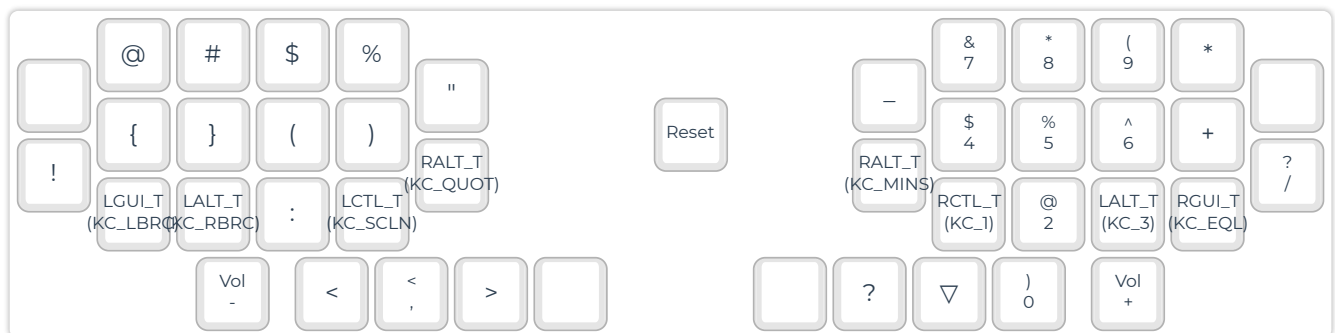 @ # $ % & * ( *
7 8 9
" _
{ } ( ) Reset $ % ^ +
4 5 6
! RALT_T RALT_T ?
(KC_QUOT) (KC_MINS) /
LGUI_T LALT_T : LCTL_T RCTL_T @ LALT_T RGUI_T
(KC_LBRC) (KC_RBRC) (KC_SCLN) (KC_1) 2 (KC_3) (KC_EQL)
Vol < < > ? ▽ ) Vol
- , 0 +